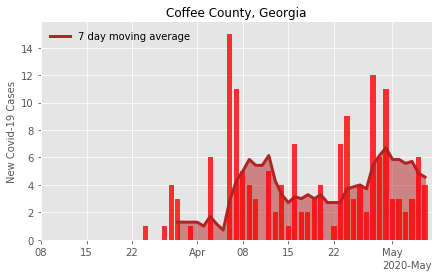 Coffee County, Georgia
7 day moving average
New Covid-19 Cases
14
12
10
8
6
4
2
0
08 15 22 Apr 08 15 22 May
2020-May